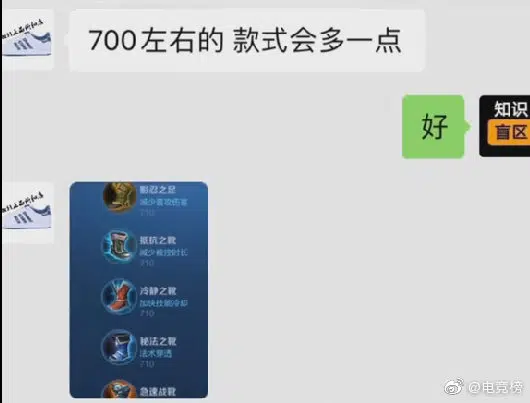 700左右的 款式会多一点
好
知识
盲区
影忍之足
减少普攻伤害
710
抵抗之靴
减少被控时长
710
冷静之靴
加快技能冷却
710
秘法之靴
法术穿透
710
急速战靴
@电竞榜